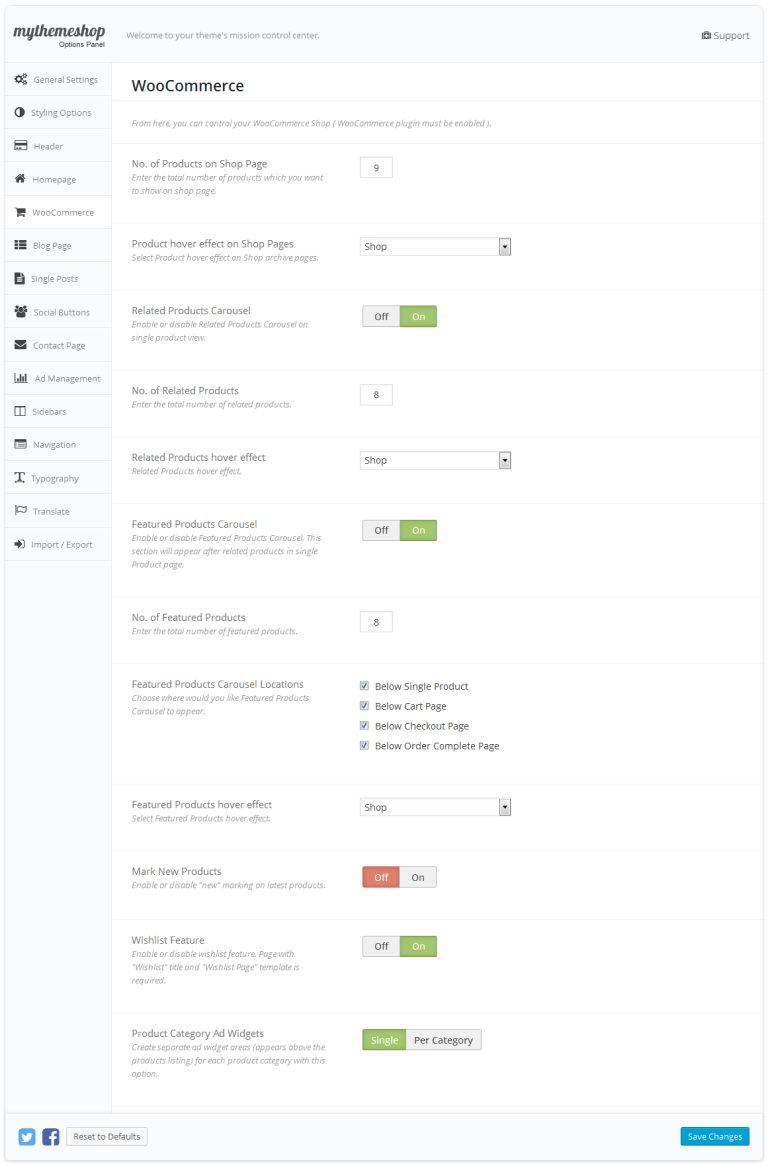 mythemeshop
Options Panel
Welcome to your theme's mission control center.
Support
General Settings
Styling Options
Header
Homepage
WooCommerce
Blog Page
Single Posts
Social Buttons
Contact Page
Ad Management
Sidebars
Navigation
Typography
Translate
Import / Export
WooCommerce
From here, you can control your WooCommerce Shop ( WooCommerce plugin must be enabled ).
No. of Products on Shop Page
Enter the total number of products which you want
to show on shop page.
9
Product hover effect on Shop Pages
Select Product hover effect on Shop archive pages.
Shop
Related Products Carousel
Enable or disable Related Products Carousel on
single product view.
Off On
No. of Related Products
Enter the total number of related products.
8
Related Products hover effect
Related Products hover effect.
Shop
Featured Products Carousel
Enable or disable Featured Products Carousel. This
section will appear after related products in single
Product page.
Off On
No. of Featured Products
Enter the total number of featured products.
8
Featured Products Carousel Locations
Choose where would you like Featured Products
Carousel to appear.
Below Single Product
Below Cart Page
Below Checkout Page
Below Order Complete Page
Featured Products hover effect
Select Featured Products hover effect.
Shop
Mark New Products
Enable or disable "new" marking on latest products.
Off On
Wishlist Feature
Enable or disable wishlist feature. Page with
"Wishlist" title and "Wishlist Page" template is
required.
Off On
Product Category Ad Widgets
Create separate ad widget areas (appears above the
products listing) for each product category with this
option.
Single Per Category
Reset to Defaults
Save Changes